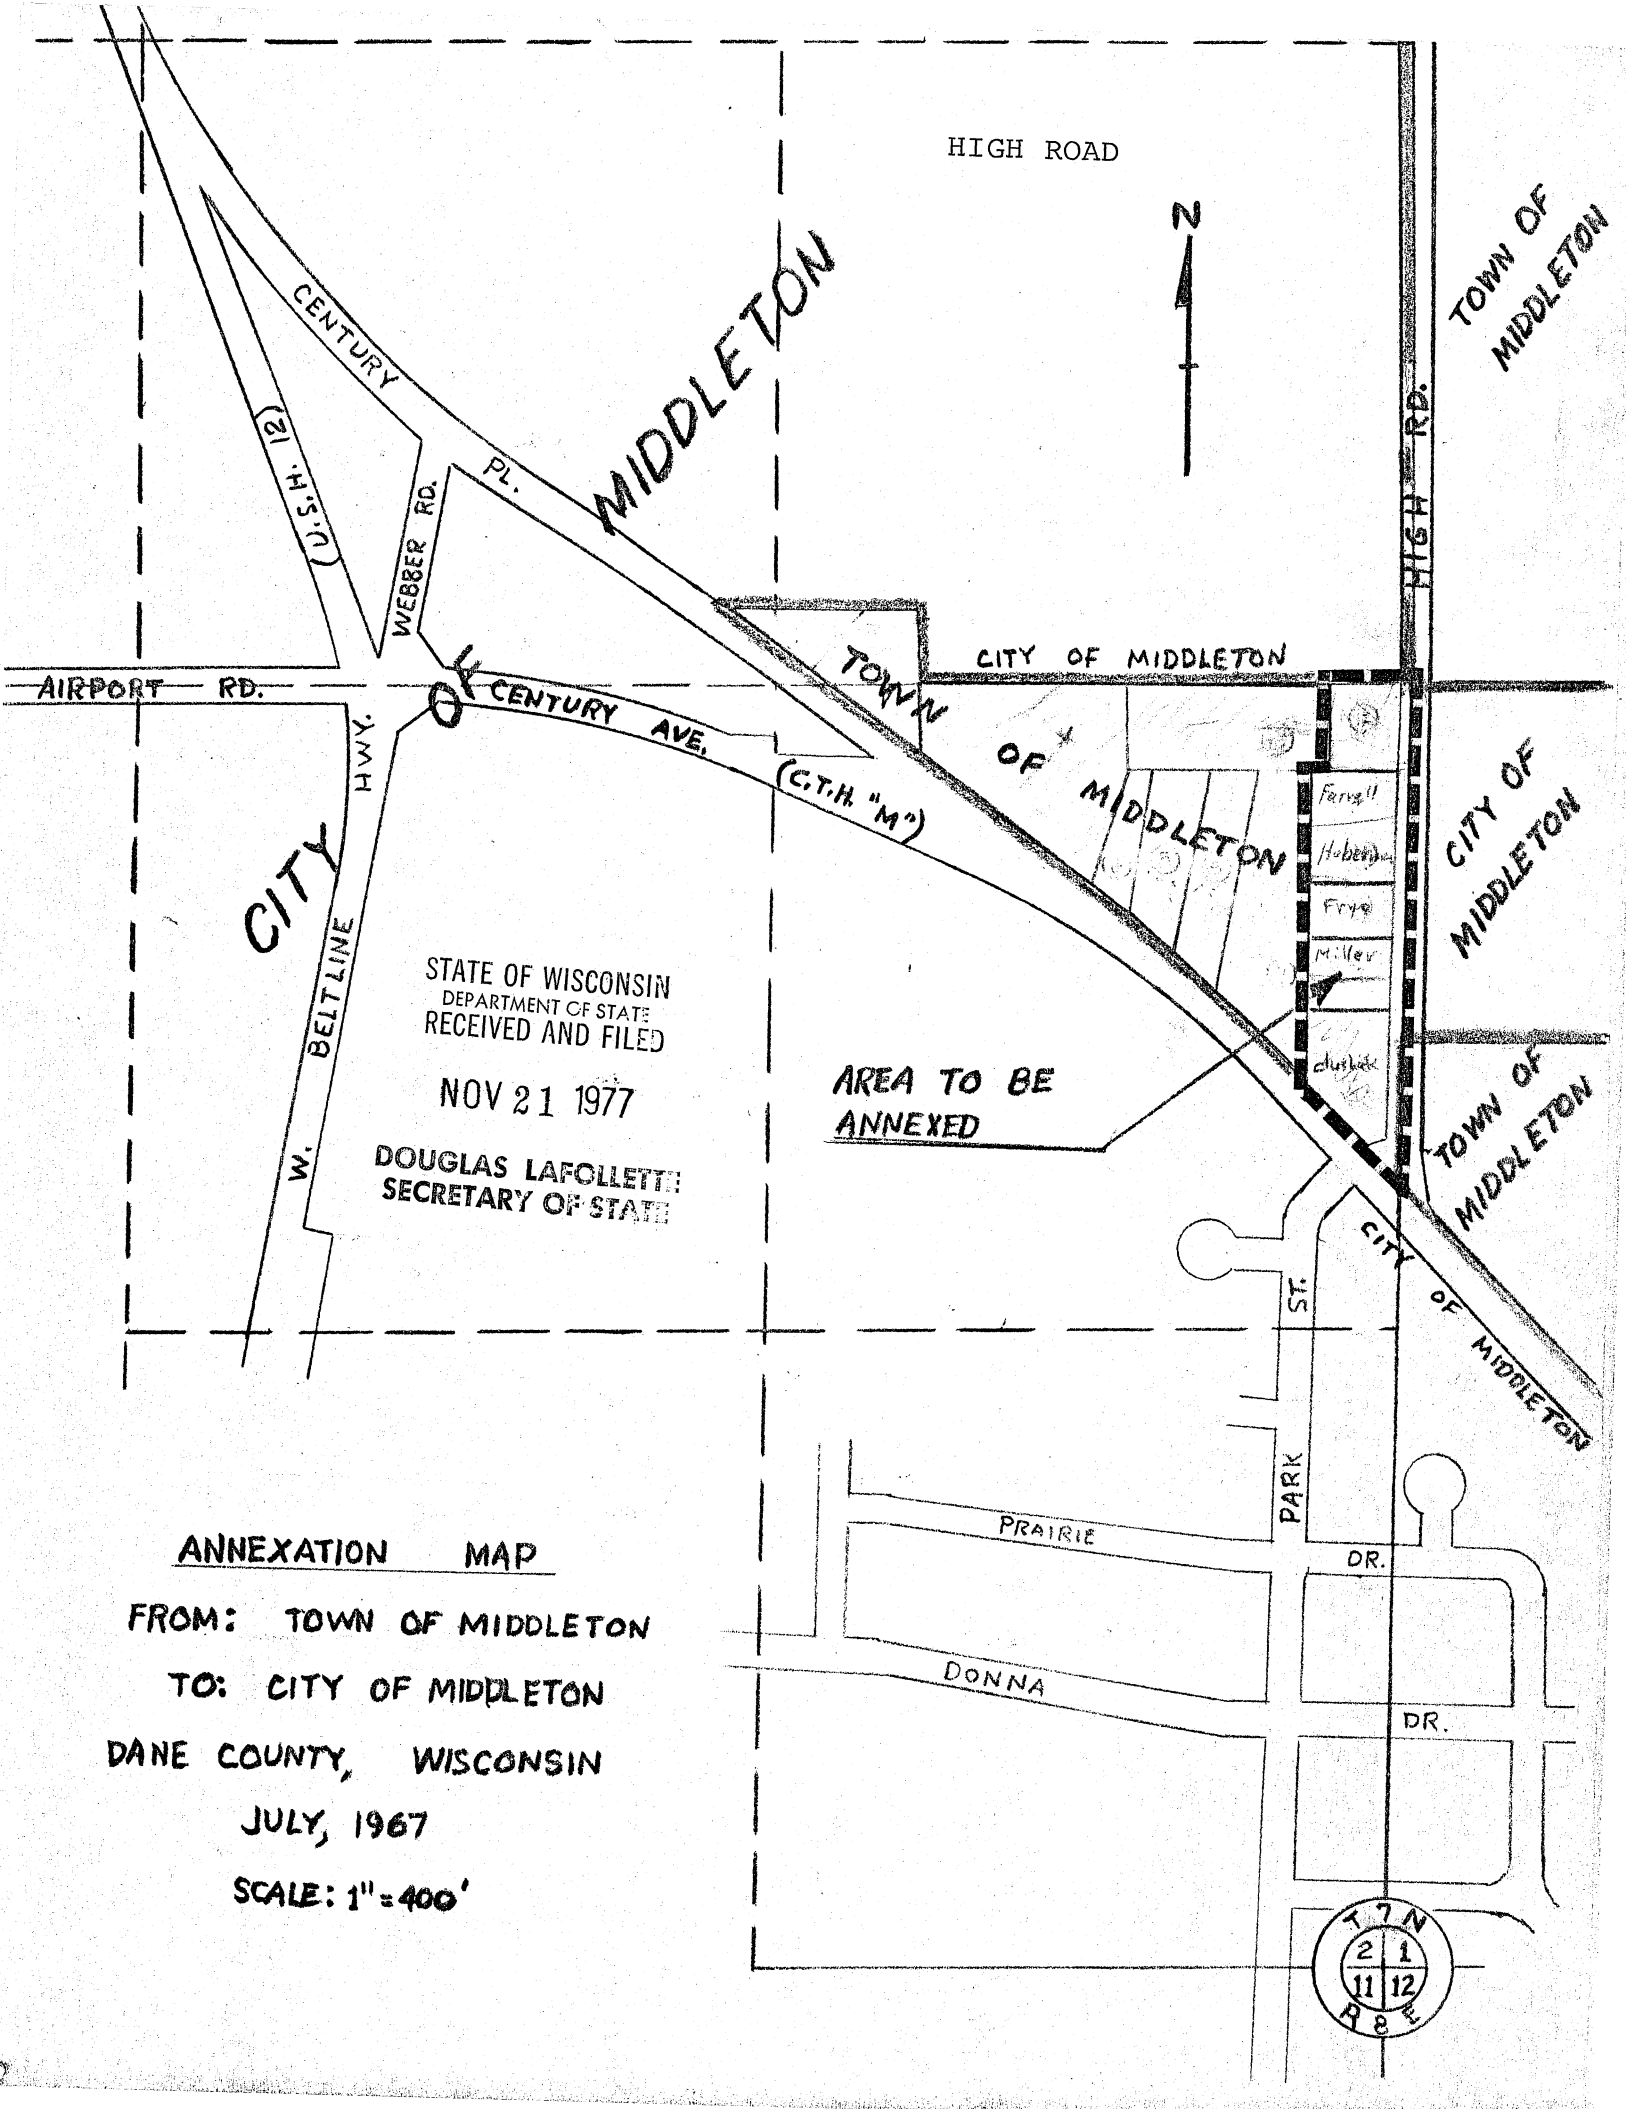 HIGH ROAD
N
TOWN OF
MIDDLETON
CENTURY
PL.
(U.S.H. 12)
WEBBER RD.
HIGH RD.
CITY
OF
MIDDLETON
AIRPORT RD.
CENTURY AVE.
(C.T.H. "M")
CITY OF MIDDLETON
TOWN
OF
MIDDLETON
Farrell
Frye
Miller
CITY OF
MIDDLETON
W. BELTLINE HWY.
STATE OF WISCONSIN
DEPARTMENT OF STATE
RECEIVED AND FILED
NOV 21 1977
DOUGLAS LAFOLLETTE
SECRETARY OF STATE
AREA TO BE
ANNEXED
TOWN OF
MIDDLETON
CITY OF MIDDLETON
PARK ST.
PRAIRIE DR.
DONNA DR.
ANNEXATION MAP
FROM: TOWN OF MIDDLETON
TO: CITY OF MIDDLETON
DANE COUNTY, WISCONSIN
JULY, 1967
SCALE: 1"=400'
T 7 N
2 1
11 12
R 8 E